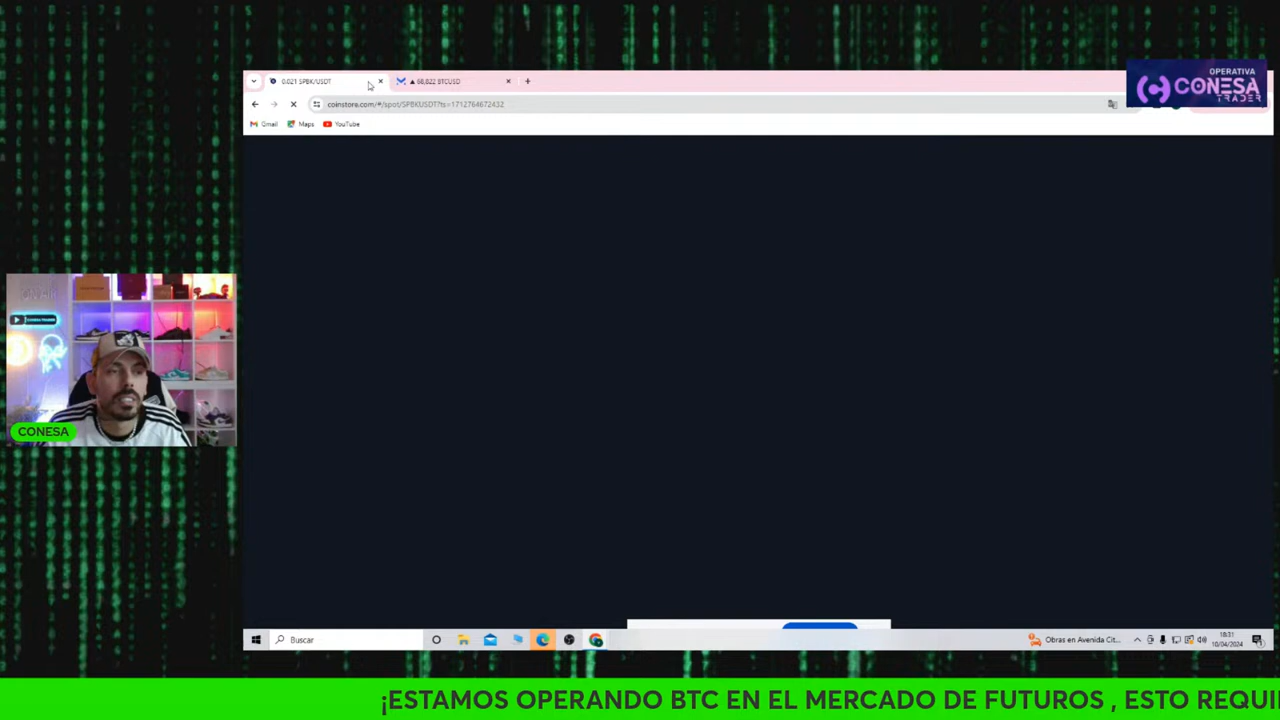 0.021 SPBK/USDT
▲ 68,822 BTCUSD
OPERATIVA
CONESA
TRADER
coinstore.com/#/spot/SPBKUSDT?ts=1712764672432
Gmail
Maps
YouTube
CONESA
Buscar
Obras en Avenida Cit...
18:31
10/04/2024
¡ESTAMOS OPERANDO BTC EN EL MERCADO DE FUTUROS , ESTO REQUI